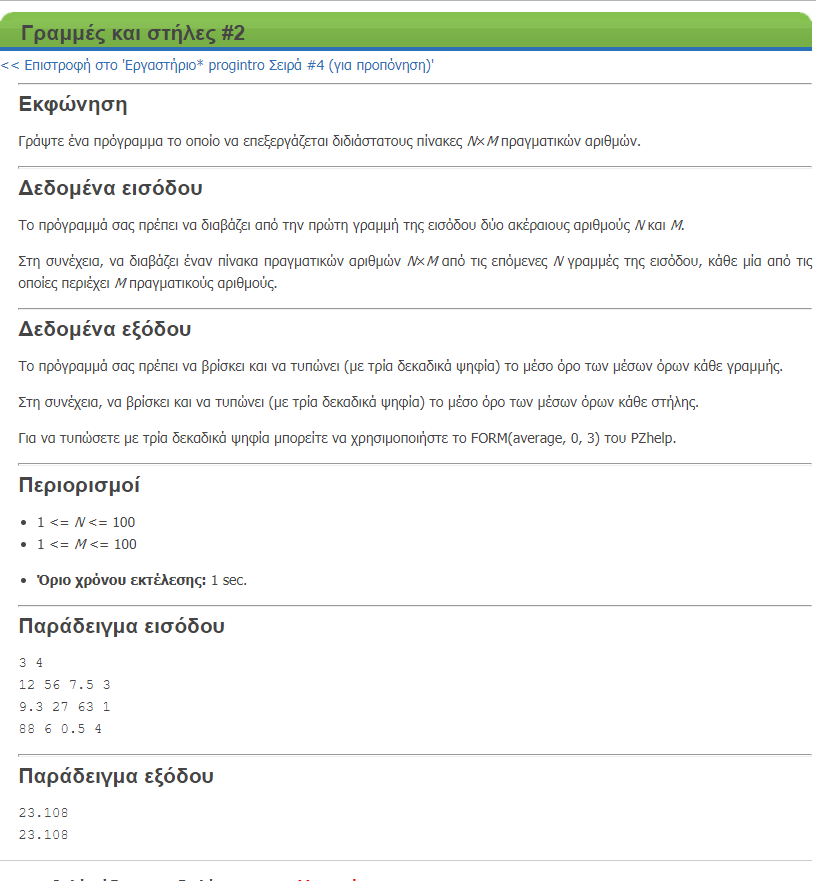 Γραμμές και στήλες #2
<< Επιστροφή στο 'Εργαστήριο* progintro Σειρά #4 (για προπόνηση)'
Εκφώνηση
Γράψτε ένα πρόγραμμα το οποίο να επεξεργάζεται διδιάστατους πίνακες N×M πραγματικών αριθμών.
Δεδομένα εισόδου
Το πρόγραμμά σας πρέπει να διαβάζει από την πρώτη γραμμή της εισόδου δύο ακέραιους αριθμούς N και M.
Στη συνέχεια, να διαβάζει έναν πίνακα πραγματικών αριθμών N×M από τις επόμενες N γραμμές της εισόδου, κάθε μία από τις
οποίες περιέχει M πραγματικούς αριθμούς.
Δεδομένα εξόδου
Το πρόγραμμά σας πρέπει να βρίσκει και να τυπώνει (με τρία δεκαδικά ψηφία) το μέσο όρο των μέσων όρων κάθε γραμμής.
Στη συνέχεια, να βρίσκει και να τυπώνει (με τρία δεκαδικά ψηφία) το μέσο όρο των μέσων όρων κάθε στήλης.
Για να τυπώσετε με τρία δεκαδικά ψηφία μπορείτε να χρησιμοποιήστε το FORM(average, 0, 3) του PZhelp.
Περιορισμοί
• 1 <= N <= 100
• 1 <= M <= 100
• Όριο χρόνου εκτέλεσης: 1 sec.
Παράδειγμα εισόδου
3 4
12 56 7.5 3
9.3 27 63 1
88 6 0.5 4
Παράδειγμα εξόδου
23.108
23.108